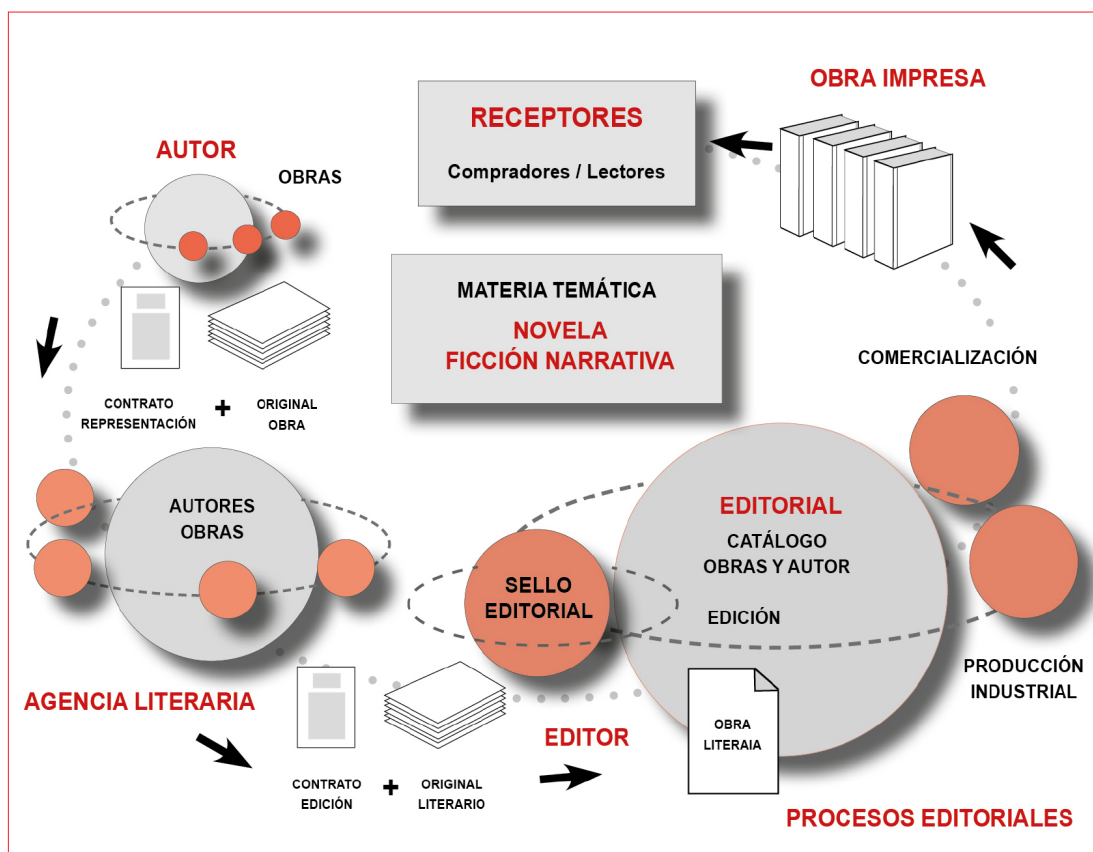 OBRA IMPRESA
RECEPTORES
Compradores / Lectores
AUTOR
OBRAS
MATERIA TEMÁTICA
NOVELA
FICCIÓN NARRATIVA
CONTRATO
REPRESENTACIÓN
+
ORIGINAL
OBRA
COMERCIALIZACIÓN
AUTORES
OBRAS
AGENCIA LITERARIA
SELLO
EDITORIAL
EDITORIAL
CATÁLOGO
OBRAS Y AUTOR
EDICIÓN
PRODUCCIÓN
INDUSTRIAL
CONTRATO
EDICIÓN
+
ORIGINAL
LITERARIO
EDITOR
OBRA
LITERAIA
PROCESOS EDITORIALES